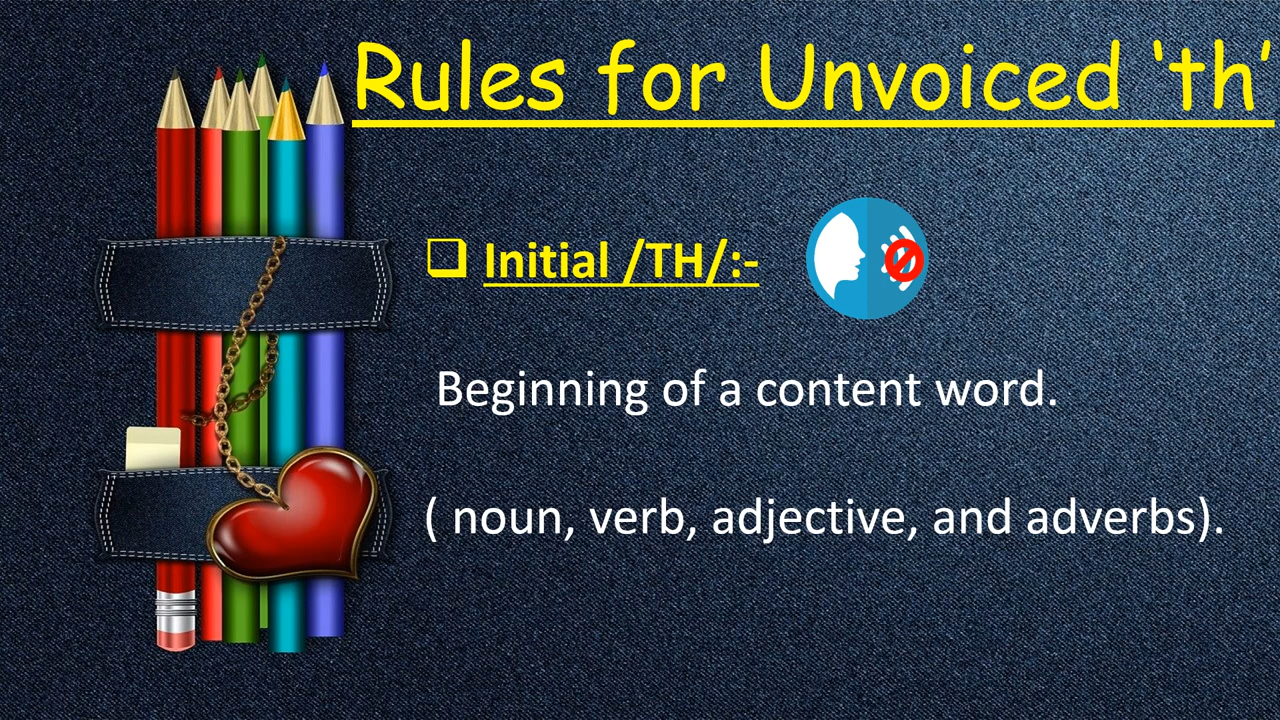 Rules for Unvoiced ‘th’
❑ Initial /TH/:-
Beginning of a content word.
( noun, verb, adjective, and adverbs).